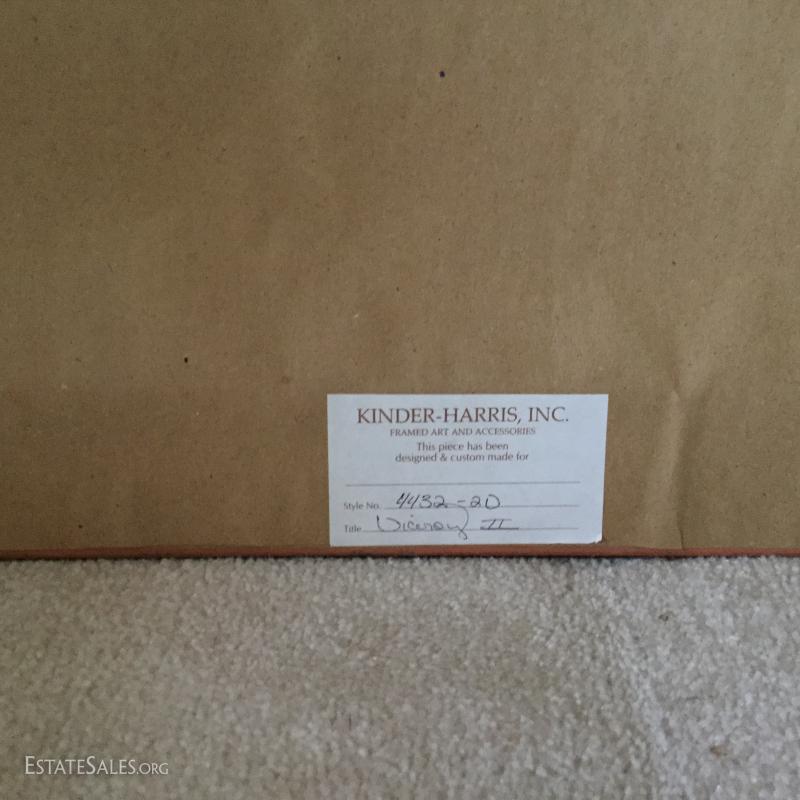 KINDER-HARRIS, INC.
FRAMED ART AND ACCESSORIES
This piece has been
designed & custom made for
Style No. 4432-20
Title Viceroy II
ESTATESALES.ORG